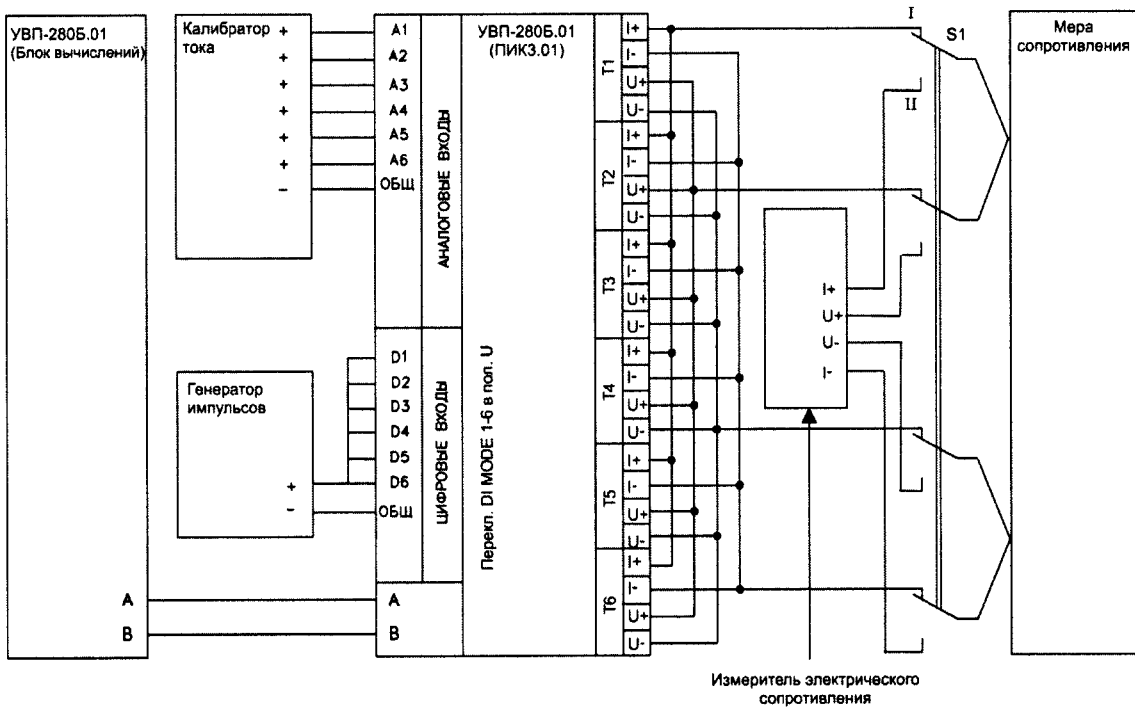 УВП-280Б.01
(Блок вычислений)
A
B
Калибратор
тока
+
+
+
+
+
+
−
Генератор
импульсов
+
−
A1
A2
A3
A4
A5
A6
ОБЩ
АНАЛОГОВЫЕ ВХОДЫ
D1
D2
D3
D4
D5
D6
ОБЩ
ЦИФРОВЫЕ ВХОДЫ
A
B
УВП-280Б.01
(ПИК3.01)
Перекл. DI MODE 1-6 в пол. U
T1
I+
I-
U+
U-
T2
I+
I-
U+
U-
T3
I+
I-
U+
U-
T4
I+
I-
U+
U-
T5
I+
I-
U+
U-
T6
I+
I-
U+
U-
I
II
S1
I+
U+
U-
I-
Измеритель электрического
сопротивления
Мера
сопротивления